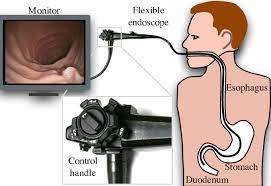 Monitor
Flexible
endoscope
Esophagus
Control
handle
Stomach
Duodenum